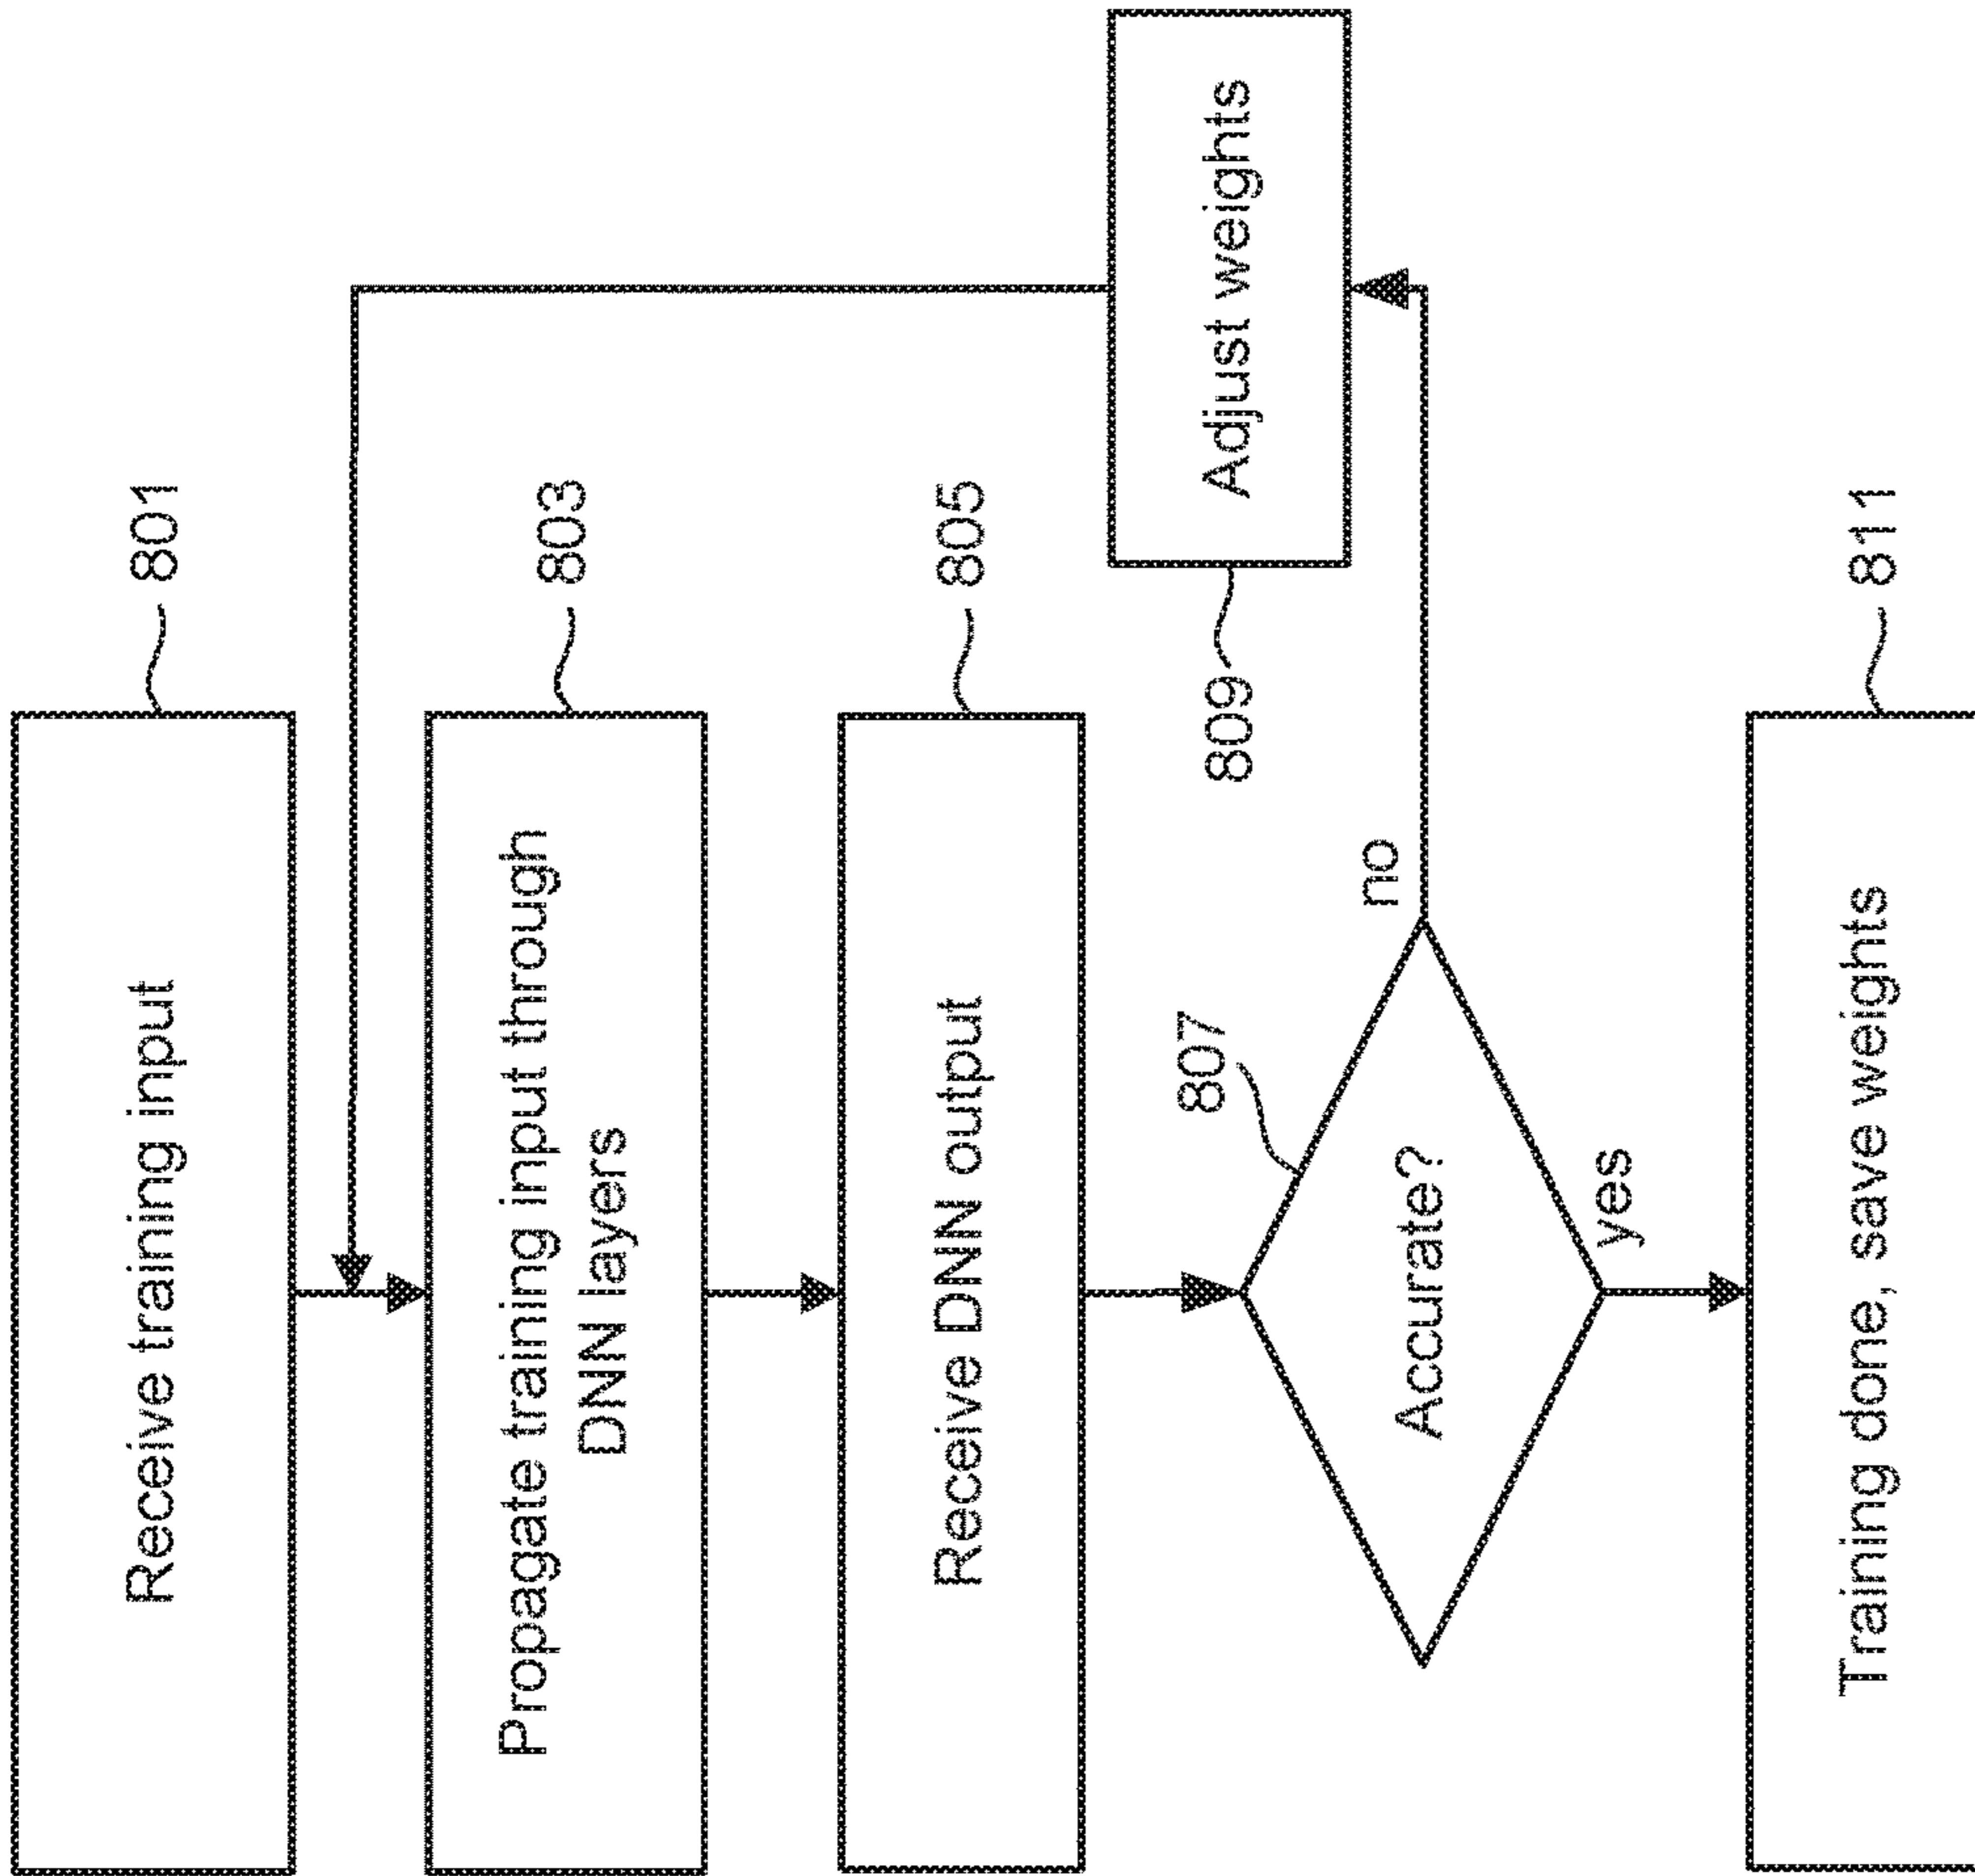 Receive training input
801
Propagate training input through
DNN layers
803
Receive DNN output
805
Accurate?
807
no
yes
Adjust weights
809
Training done, save weights
811